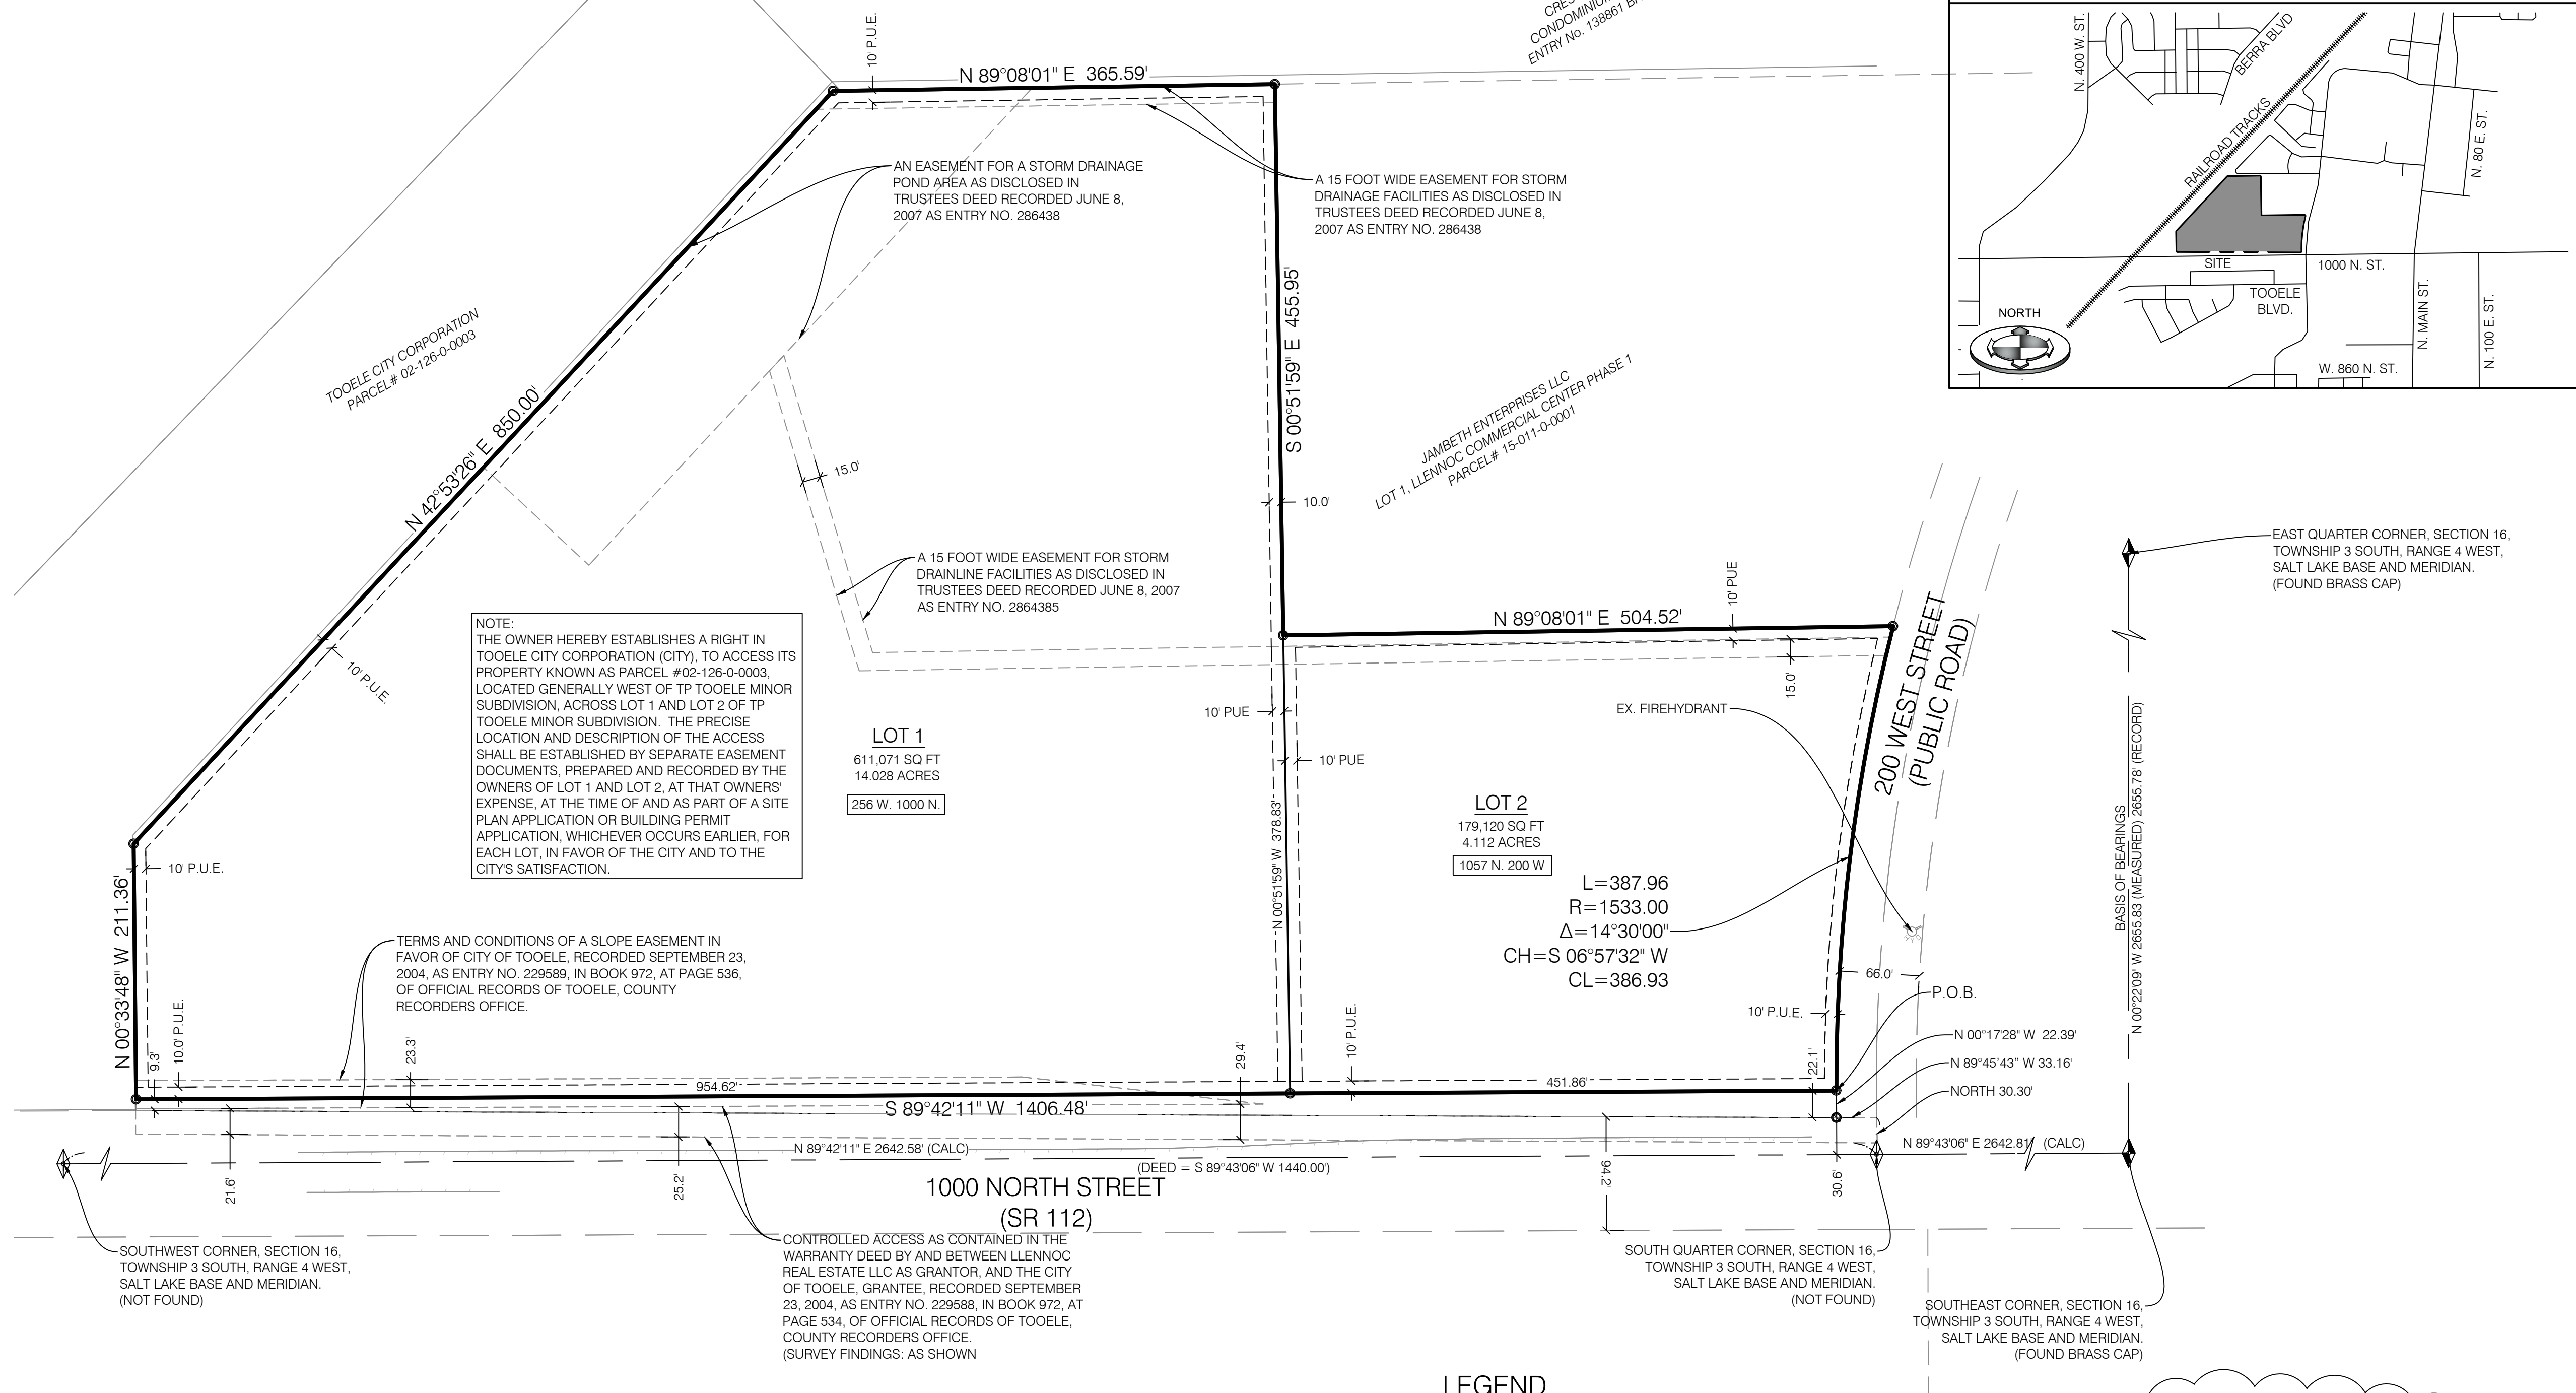 CONDOMINIUM
ENTRY No. 138861
10' P.U.E.
N 89°08'01" E 365.59'
AN EASEMENT FOR A STORM DRAINAGE
POND AREA AS DISCLOSED IN
TRUSTEES DEED RECORDED JUNE 8,
2007 AS ENTRY NO. 286438
A 15 FOOT WIDE EASEMENT FOR STORM
DRAINAGE FACILITIES AS DISCLOSED IN
TRUSTEES DEED RECORDED JUNE 8,
2007 AS ENTRY NO. 286438
N. 400 W. ST.
BERRA BLVD
RAILROAD TRACKS
N. 80 E. ST.
SITE
1000 N. ST.
TOOELE
BLVD.
NORTH
N. MAIN ST.
N. 100 E. ST.
W. 860 N. ST.
TOOELE CITY CORPORATION
PARCEL# 02-126-0-0003
N 42°53'26" E 850.00'
S 00°51'59" E 455.95'
JAMBETH ENTERPRISES LLC
LOT 1, LLENNOC COMMERCIAL CENTER PHASE 1
PARCEL# 15-011-0-0001
15.0'
10.0'
A 15 FOOT WIDE EASEMENT FOR STORM
DRAINLINE FACILITIES AS DISCLOSED IN
TRUSTEES DEED RECORDED JUNE 8, 2007
AS ENTRY NO. 2864385
EAST QUARTER CORNER, SECTION 16,
TOWNSHIP 3 SOUTH, RANGE 4 WEST,
SALT LAKE BASE AND MERIDIAN.
(FOUND BRASS CAP)
10' PUE
N 89°08'01" E 504.52'
15.0'
200 WEST STREET
(PUBLIC ROAD)
NOTE:
THE OWNER HEREBY ESTABLISHES A RIGHT IN
TOOELE CITY CORPORATION (CITY), TO ACCESS ITS
PROPERTY KNOWN AS PARCEL #02-126-0-0003,
LOCATED GENERALLY WEST OF TP TOOELE MINOR
SUBDIVISION, ACROSS LOT 1 AND LOT 2 OF TP
TOOELE MINOR SUBDIVISION. THE PRECISE
LOCATION AND DESCRIPTION OF THE ACCESS
SHALL BE ESTABLISHED BY SEPARATE EASEMENT
DOCUMENTS, PREPARED AND RECORDED BY THE
OWNERS OF LOT 1 AND LOT 2, AT THAT OWNERS'
EXPENSE, AT THE TIME OF AND AS PART OF A SITE
PLAN APPLICATION OR BUILDING PERMIT
APPLICATION, WHICHEVER OCCURS EARLIER, FOR
EACH LOT, IN FAVOR OF THE CITY AND TO THE
CITY'S SATISFACTION.
10' P.U.E.
10' PUE
EX. FIREHYDRANT
LOT 1
611,071 SQ FT
14.028 ACRES
256 W. 1000 N.
10' PUE
N 00°51'59" W 378.83'
LOT 2
179,120 SQ FT
4.112 ACRES
1057 N. 200 W
L=387.96
R=1533.00
Δ=14°30'00"
CH=S 06°57'32" W
CL=386.93
BASIS OF BEARINGS
N 00°22'09" W 2655.83 (MEASURED) 2655.78' (RECORD)
10' P.U.E.
N 00°33'48" W 211.36'
TERMS AND CONDITIONS OF A SLOPE EASEMENT IN
FAVOR OF CITY OF TOOELE, RECORDED SEPTEMBER 23,
2004, AS ENTRY NO. 229589, IN BOOK 972, AT PAGE 536,
OF OFFICIAL RECORDS OF TOOELE, COUNTY
RECORDERS OFFICE.
66.0'
P.O.B.
10' P.U.E.
N 00°17'28" W 22.39'
N 89°45'43" W 33.16'
NORTH 30.30'
9.3'
10.0' P.U.E.
23.3'
29.4'
10' P.U.E.
22.1'
954.62'
451.86'
S 89°42'11" W 1406.48'
N 89°42'11" E 2642.58' (CALC)
N 89°43'06" E 2642.81' (CALC)
(DEED = S 89°43'06" W 1440.00')
21.6'
25.2'
94.2'
30.6'
1000 NORTH STREET
(SR 112)
SOUTHWEST CORNER, SECTION 16,
TOWNSHIP 3 SOUTH, RANGE 4 WEST,
SALT LAKE BASE AND MERIDIAN.
(NOT FOUND)
CONTROLLED ACCESS AS CONTAINED IN THE
WARRANTY DEED BY AND BETWEEN LLENNOC
REAL ESTATE LLC AS GRANTOR, AND THE CITY
OF TOOELE, GRANTEE, RECORDED SEPTEMBER
23, 2004, AS ENTRY NO. 229588, IN BOOK 972, AT
PAGE 534, OF OFFICIAL RECORDS OF TOOELE,
COUNTY RECORDERS OFFICE.
(SURVEY FINDINGS: AS SHOWN
SOUTH QUARTER CORNER, SECTION 16,
TOWNSHIP 3 SOUTH, RANGE 4 WEST,
SALT LAKE BASE AND MERIDIAN.
(NOT FOUND)
SOUTHEAST CORNER, SECTION 16,
TOWNSHIP 3 SOUTH, RANGE 4 WEST,
SALT LAKE BASE AND MERIDIAN.
(FOUND BRASS CAP)
LEGEND